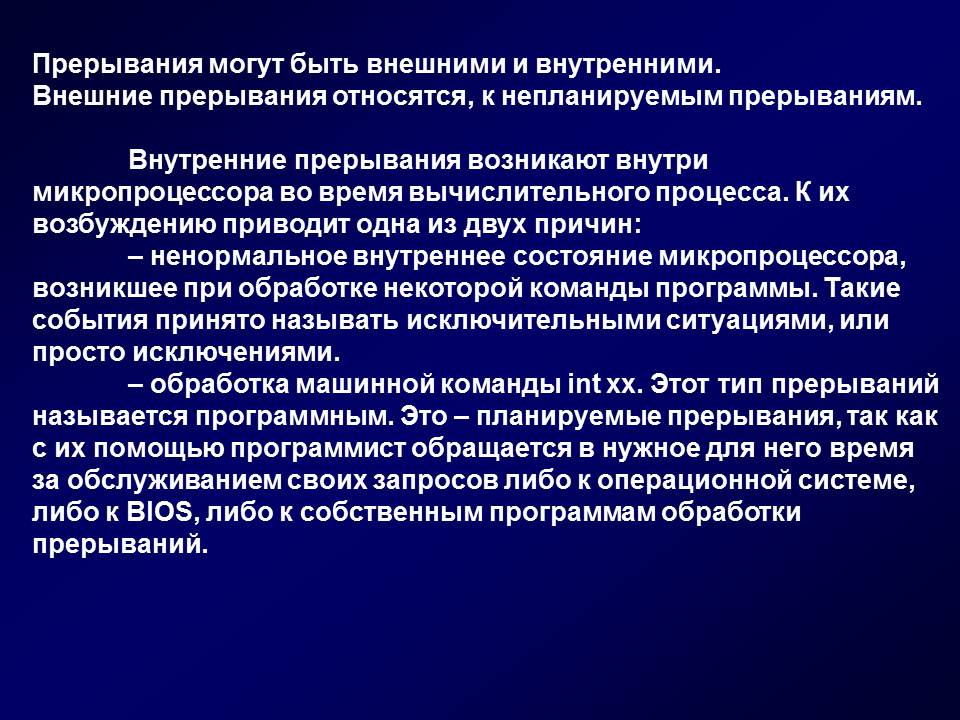 Прерывания могут быть внешними и внутренними.
Внешние прерывания относятся, к непланируемым прерываниям.
Внутренние прерывания возникают внутри
микропроцессора во время вычислительного процесса. К их
возбуждению приводит одна из двух причин:
– ненормальное внутреннее состояние микропроцессора,
возникшее при обработке некоторой команды программы. Такие
события принято называть исключительными ситуациями, или
просто исключениями.
– обработка машинной команды int xx. Этот тип прерываний
называется программным. Это – планируемые прерывания, так как
с их помощью программист обращается в нужное для него время
за обслуживанием своих запросов либо к операционной системе,
либо к BIOS, либо к собственным программам обработки
прерываний.